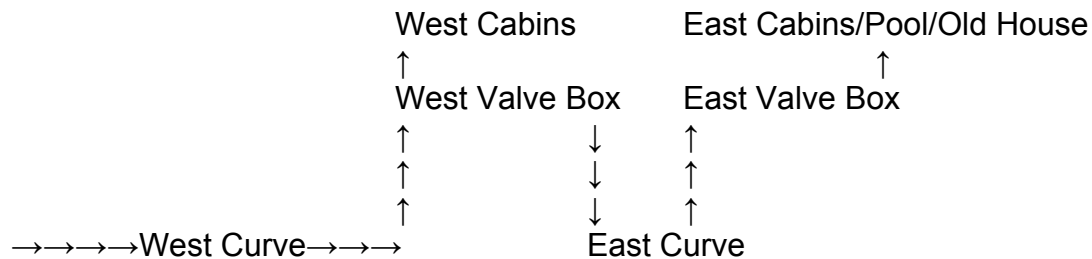 West Cabins East Cabins/Pool/Old House
↑ ↑
West Valve Box East Valve Box
↑ ↓ ↑
↑ ↓ ↑
↑ ↓ ↑
→→→→West Curve→→→ East Curve